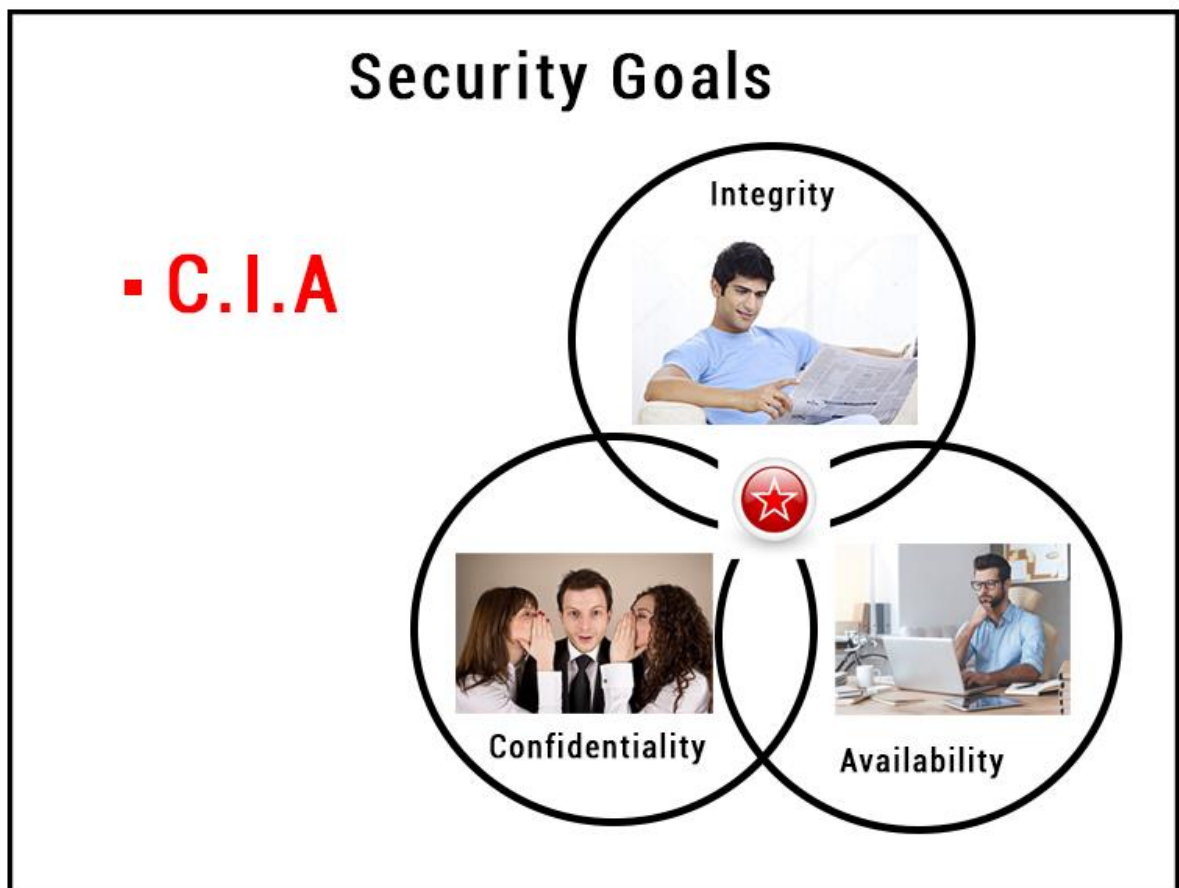 Security Goals
Integrity
▪ C.I.A
Confidentiality
Availability